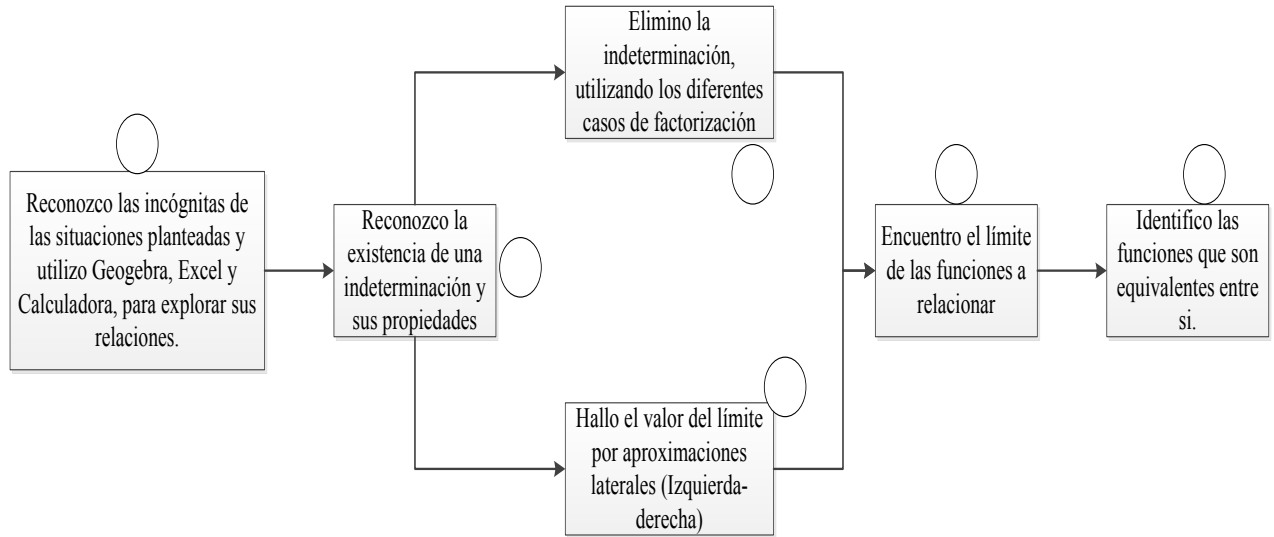 Reconozco las incógnitas de
las situaciones planteadas y
utilizo Geogebra, Excel y
Calculadora, para explorar sus
relaciones.
Reconozco la
existencia de una
indeterminación y
sus propiedades
Elimino la
indeterminación,
utilizando los diferentes
casos de factorización
Hallo el valor del límite
por aproximaciones
laterales (Izquierda-
derecha)
Encuentro el límite
de las funciones a
relacionar
Identifico las
funciones que son
equivalentes entre
si.